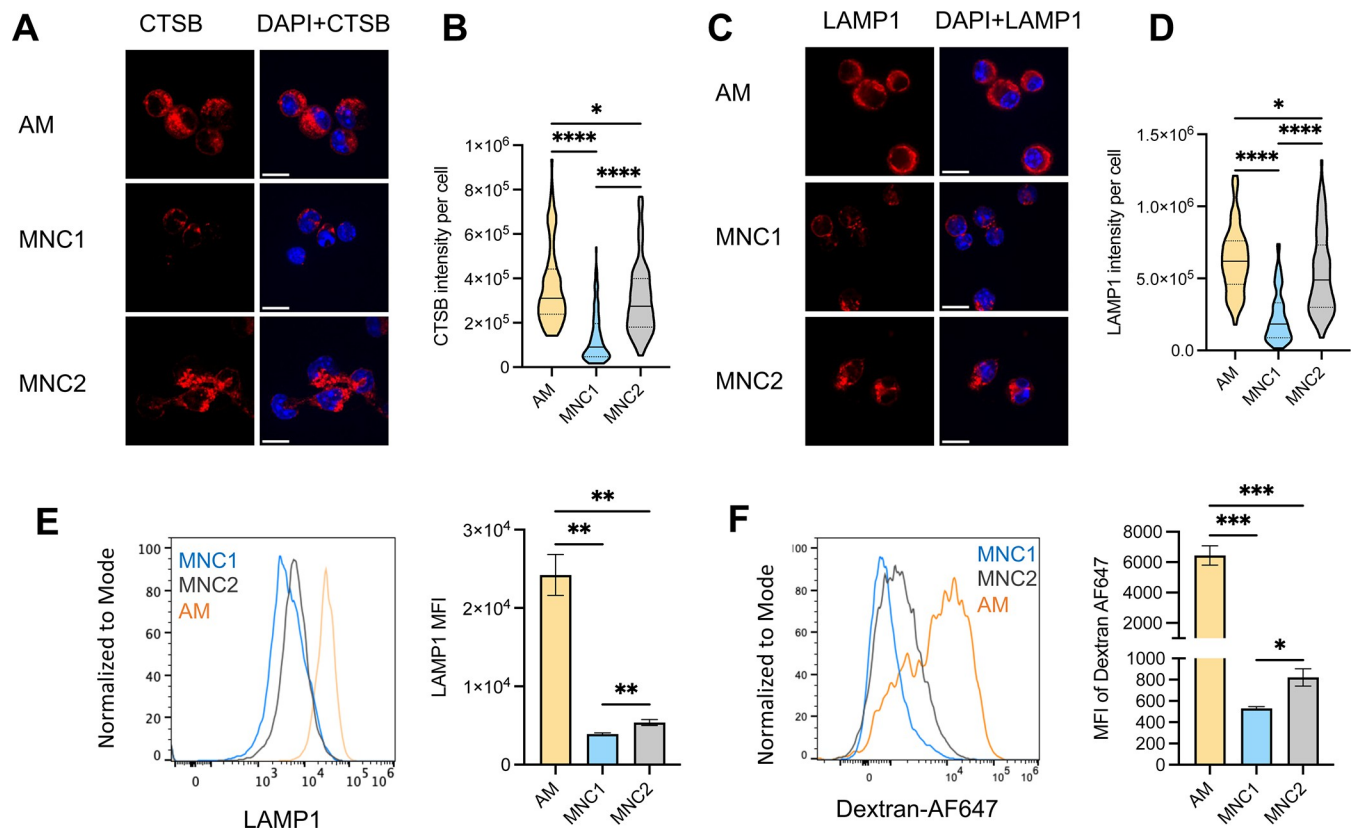 A
CTSB
DAPI+CTSB
AM
MNC1
MNC2
B
*
****
****
CTSB intensity per cell
1×10⁶
8×10⁵
6×10⁵
4×10⁵
2×10⁵
0
AM
MNC1
MNC2
C
LAMP1
DAPI+LAMP1
AM
MNC1
MNC2
D
*
****
****
LAMP1 intensity per cell
1.5×10⁶
1.0×10⁶
5.0×10⁵
0.0
AM
MNC1
MNC2
E
Normalized to Mode
100
80
60
40
20
0
MNC1
MNC2
AM
0 10³ 10⁴ 10⁵ 10⁶
LAMP1
**
**
**
LAMP1 MFI
3×10⁴
2×10⁴
1×10⁴
0
AM
MNC1
MNC2
F
Normalized to Mode
100
80
60
40
20
0
MNC1
MNC2
AM
0 10⁴ 10⁵ 10⁶
Dextran-AF647
***
***
*
MFI of Dextran AF647
8000
6000
4000
2000
1000
800
600
400
200
0
AM
MNC1
MNC2